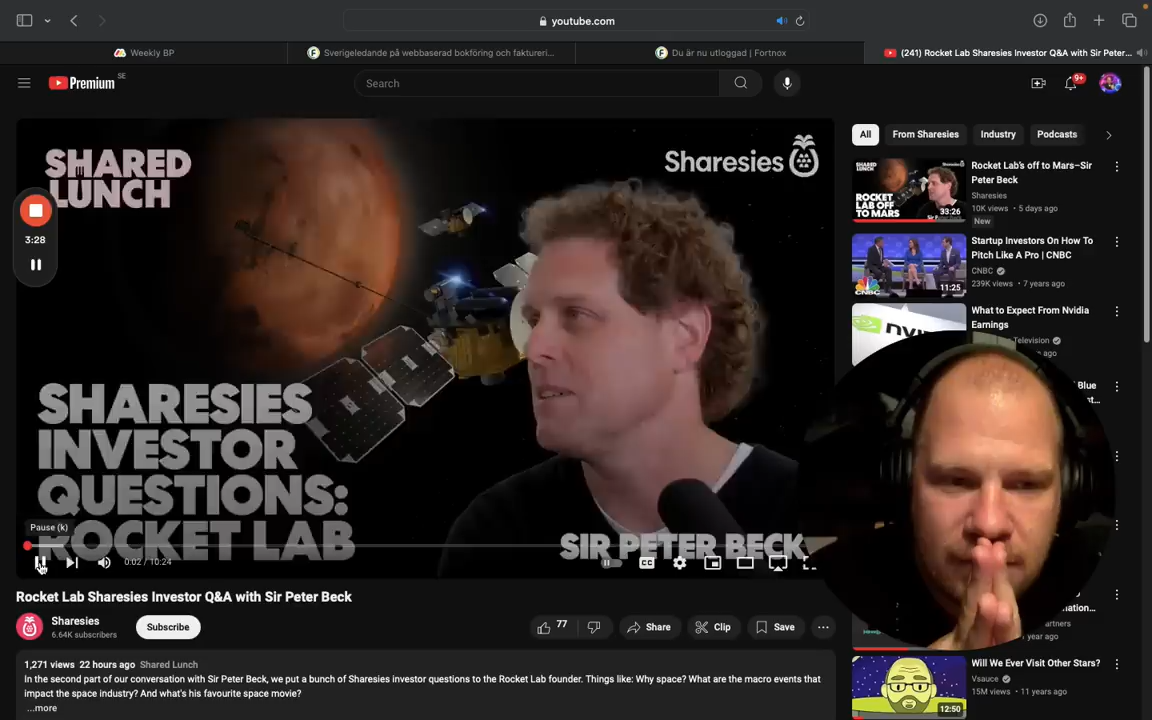 youtube.com
Weekly BP
Sverigeledande på webbaserad bokföring och faktureri...
Du är nu utloggad | Fortnox
(241) Rocket Lab Sharesies Investor Q&A with Sir Peter...
Premium
SE
Search
9+
SHARED
LUNCH
Sharesies
3:28
SHARESIES
INVESTOR
QUESTIONS:
ROCKET LAB
SIR PETER BECK
Pause (k)
0:02 / 10:24
CC
Rocket Lab Sharesies Investor Q&A with Sir Peter Beck
Sharesies
6.64K subscribers
Subscribe
77
Share
Clip
Save
1,271 views 22 hours ago Shared Lunch
In the second part of our conversation with Sir Peter Beck, we put a bunch of Sharesies investor questions to the Rocket Lab founder. Things like: Why space? What are the macro events that
impact the space industry? And what's his favourite space movie?
...more
All
From Sharesies
Industry
Podcasts
SHARED
LUNCH
ROCKET
LAB OFF
TO MARS
33:26
Rocket Lab's off to Mars–Sir
Peter Beck
Sharesies
10K views • 5 days ago
New
CNBC
11:25
Startup Investors On How To
Pitch Like A Pro | CNBC
CNBC
239K views • 7 years ago
What to Expect From Nvidia
Earnings
Television
ago
Blue
year ago
12:50
Will We Ever Visit Other Stars?
Vsauce
15M views • 11 years ago